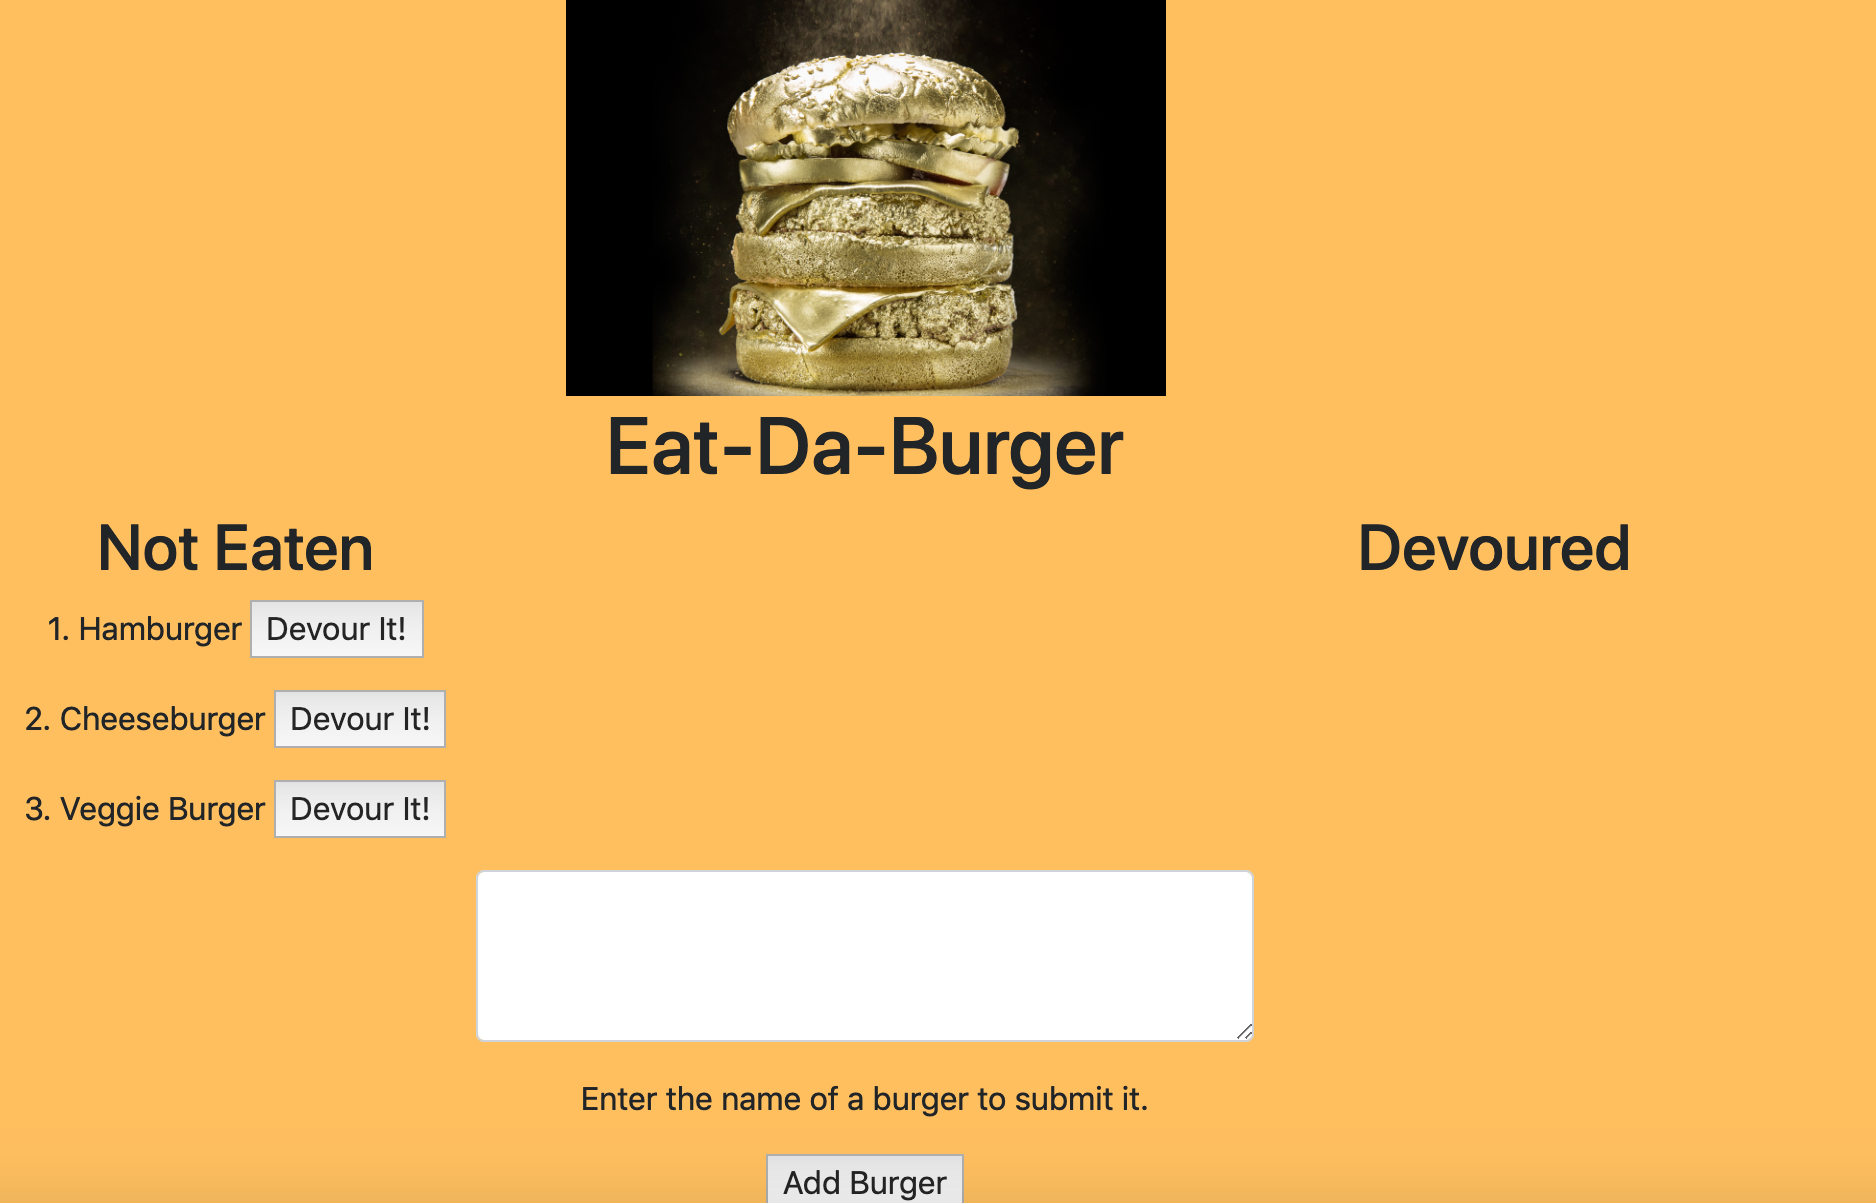 Eat-Da-Burger
Not Eaten
Devoured
1. Hamburger Devour It!
2. Cheeseburger Devour It!
3. Veggie Burger Devour It!
Enter the name of a burger to submit it.
Add Burger